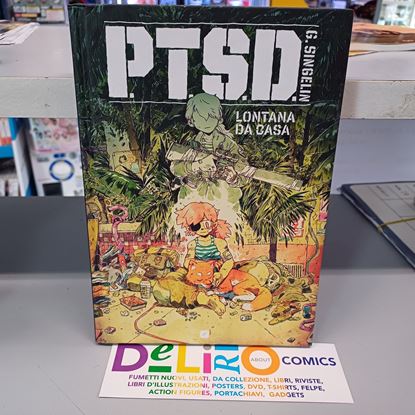 P.T.S.D.
G. SINGELIN
LONTANA
DA CASA
DeLiRiO ABOUT COMICS
FUMETTI NUOVI, USATI, DA COLLEZIONE, LIBRI, RIVISTE,
LIBRI D'ILLUSTRAZIONI, POSTERS, DVD, T-SHIRTS, FELPE,
ACTION FIGURES, PORTACHIAVI, GADGETS